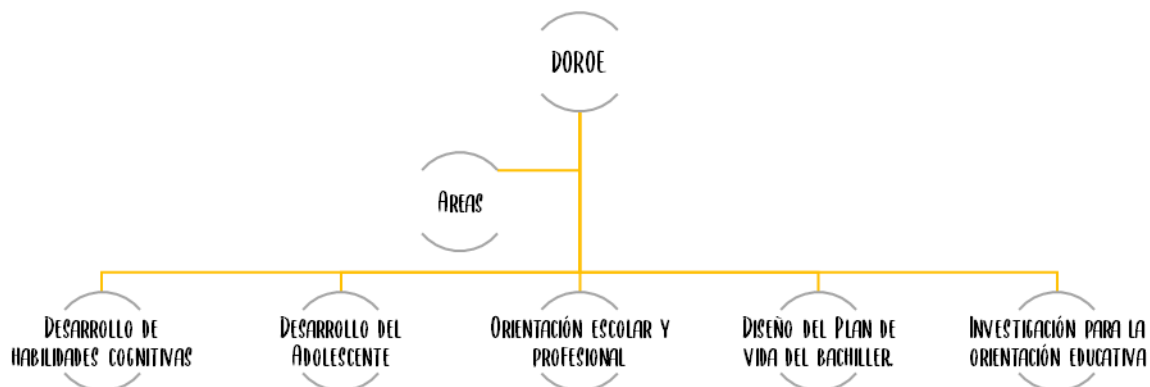 DOROE
AREAS
DESARROLLO DE
HABILIDADES COGNITIVAS
DESARROLLO DEL
ADOLESCENTE
ORIENTACIÓN ESCOLAR Y
PROFESIONAL
DISEÑO DEL PLAN DE
VIDA DEL BACHILLER.
INVESTIGACIÓN PARA LA
ORIENTACIÓN EDUCATIVA